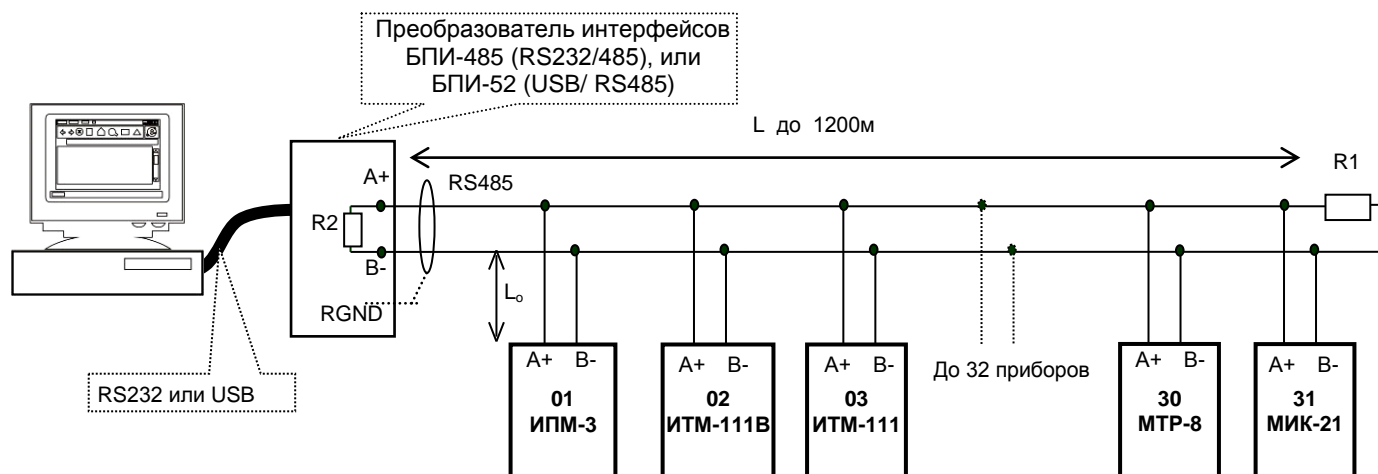 Преобразователь интерфейсов
БПИ-485 (RS232/485), или
БПИ-52 (USB/ RS485)
L до 1200м
R1
A+
RS485
R2
B-
RGND
Lo
RS232 или USB
До 32 приборов
A+ B-
01
ИПМ-3
A+ B-
02
ИТМ-111В
A+ B-
03
ИТМ-111
A+ B-
30
МТР-8
A+ B-
31
МИК-21